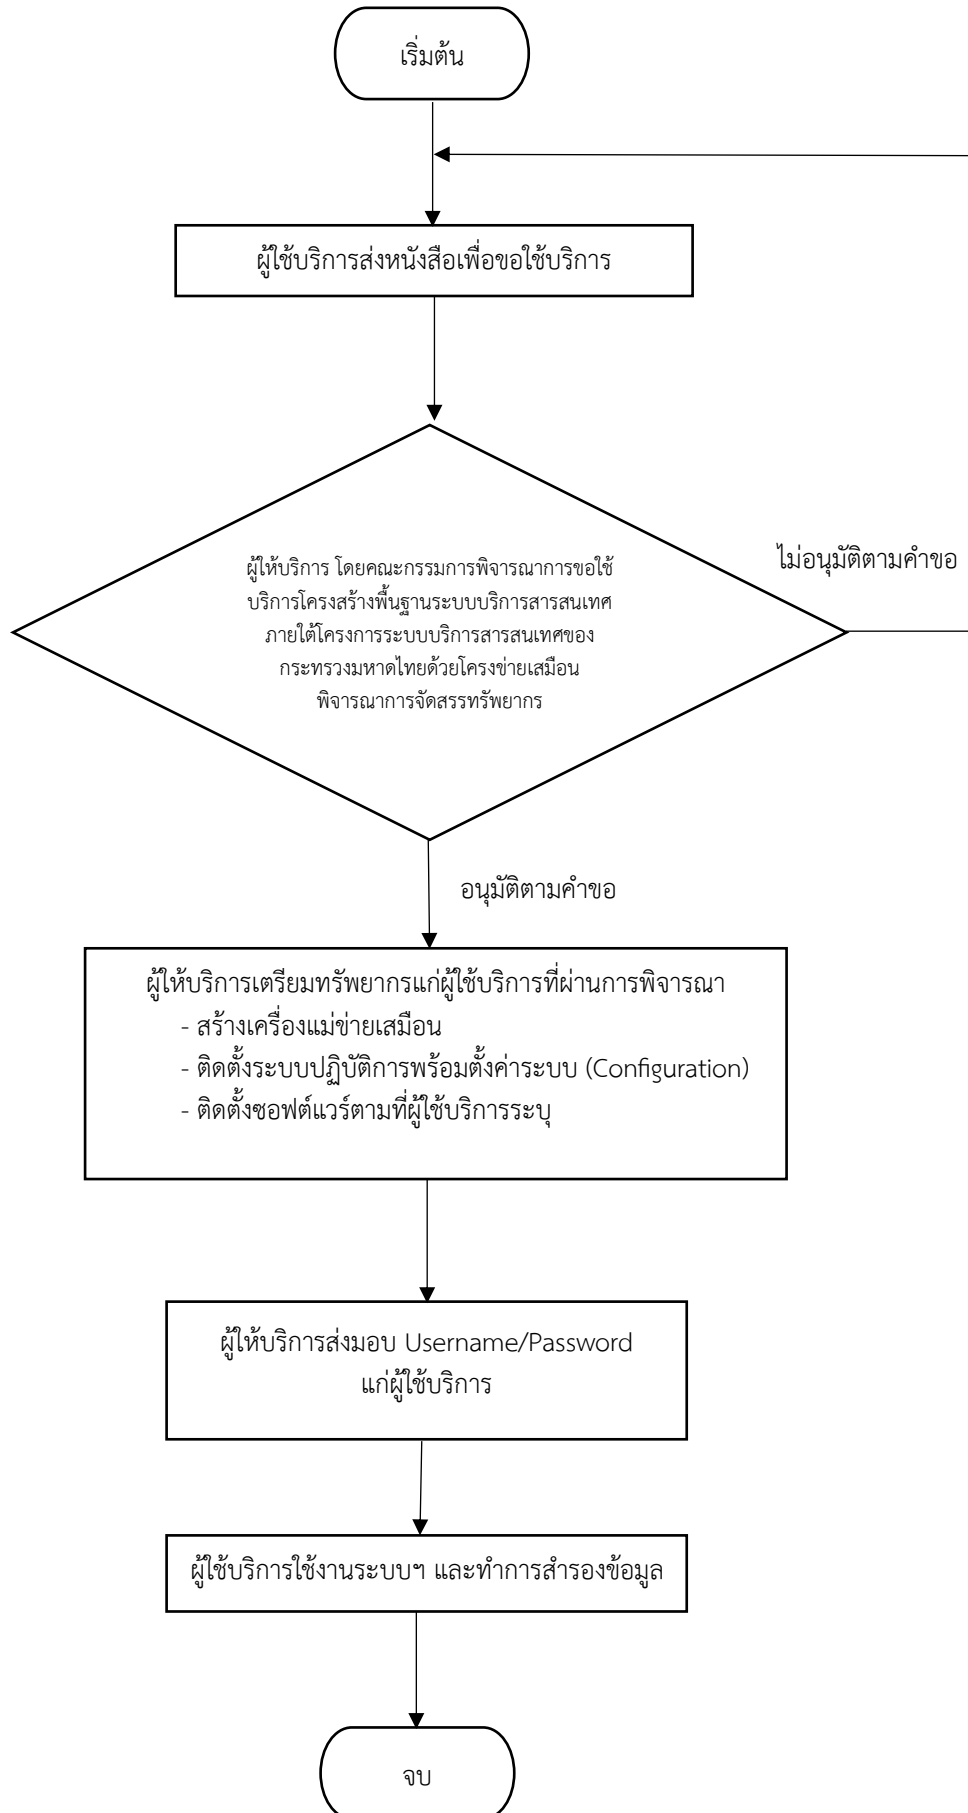 เริ่มต้น
ผู้ใช้บริการส่งหนังสือเพื่อขอใช้บริการ
ผู้ให้บริการ โดยคณะกรรมการพิจารณาการขอใช้
บริการโครงสร้างพื้นฐานระบบบริการสารสนเทศ
ภายใต้โครงการระบบบริการสารสนเทศของ
กระทรวงมหาดไทยด้วยโครงข่ายเสมือน
พิจารณาการจัดสรรทรัพยากร
ไม่อนุมัติตามคำขอ
อนุมัติตามคำขอ
ผู้ให้บริการเตรียมทรัพยากรแก่ผู้ใช้บริการที่ผ่านการพิจารณา
- สร้างเครื่องแม่ข่ายเสมือน
- ติดตั้งระบบปฏิบัติการพร้อมตั้งค่าระบบ (Configuration)
- ติดตั้งซอฟต์แวร์ตามที่ผู้ใช้บริการระบุ
ผู้ให้บริการส่งมอบ Username/Password
แก่ผู้ใช้บริการ
ผู้ใช้บริการใช้งานระบบฯ และทำการสำรองข้อมูล
จบ